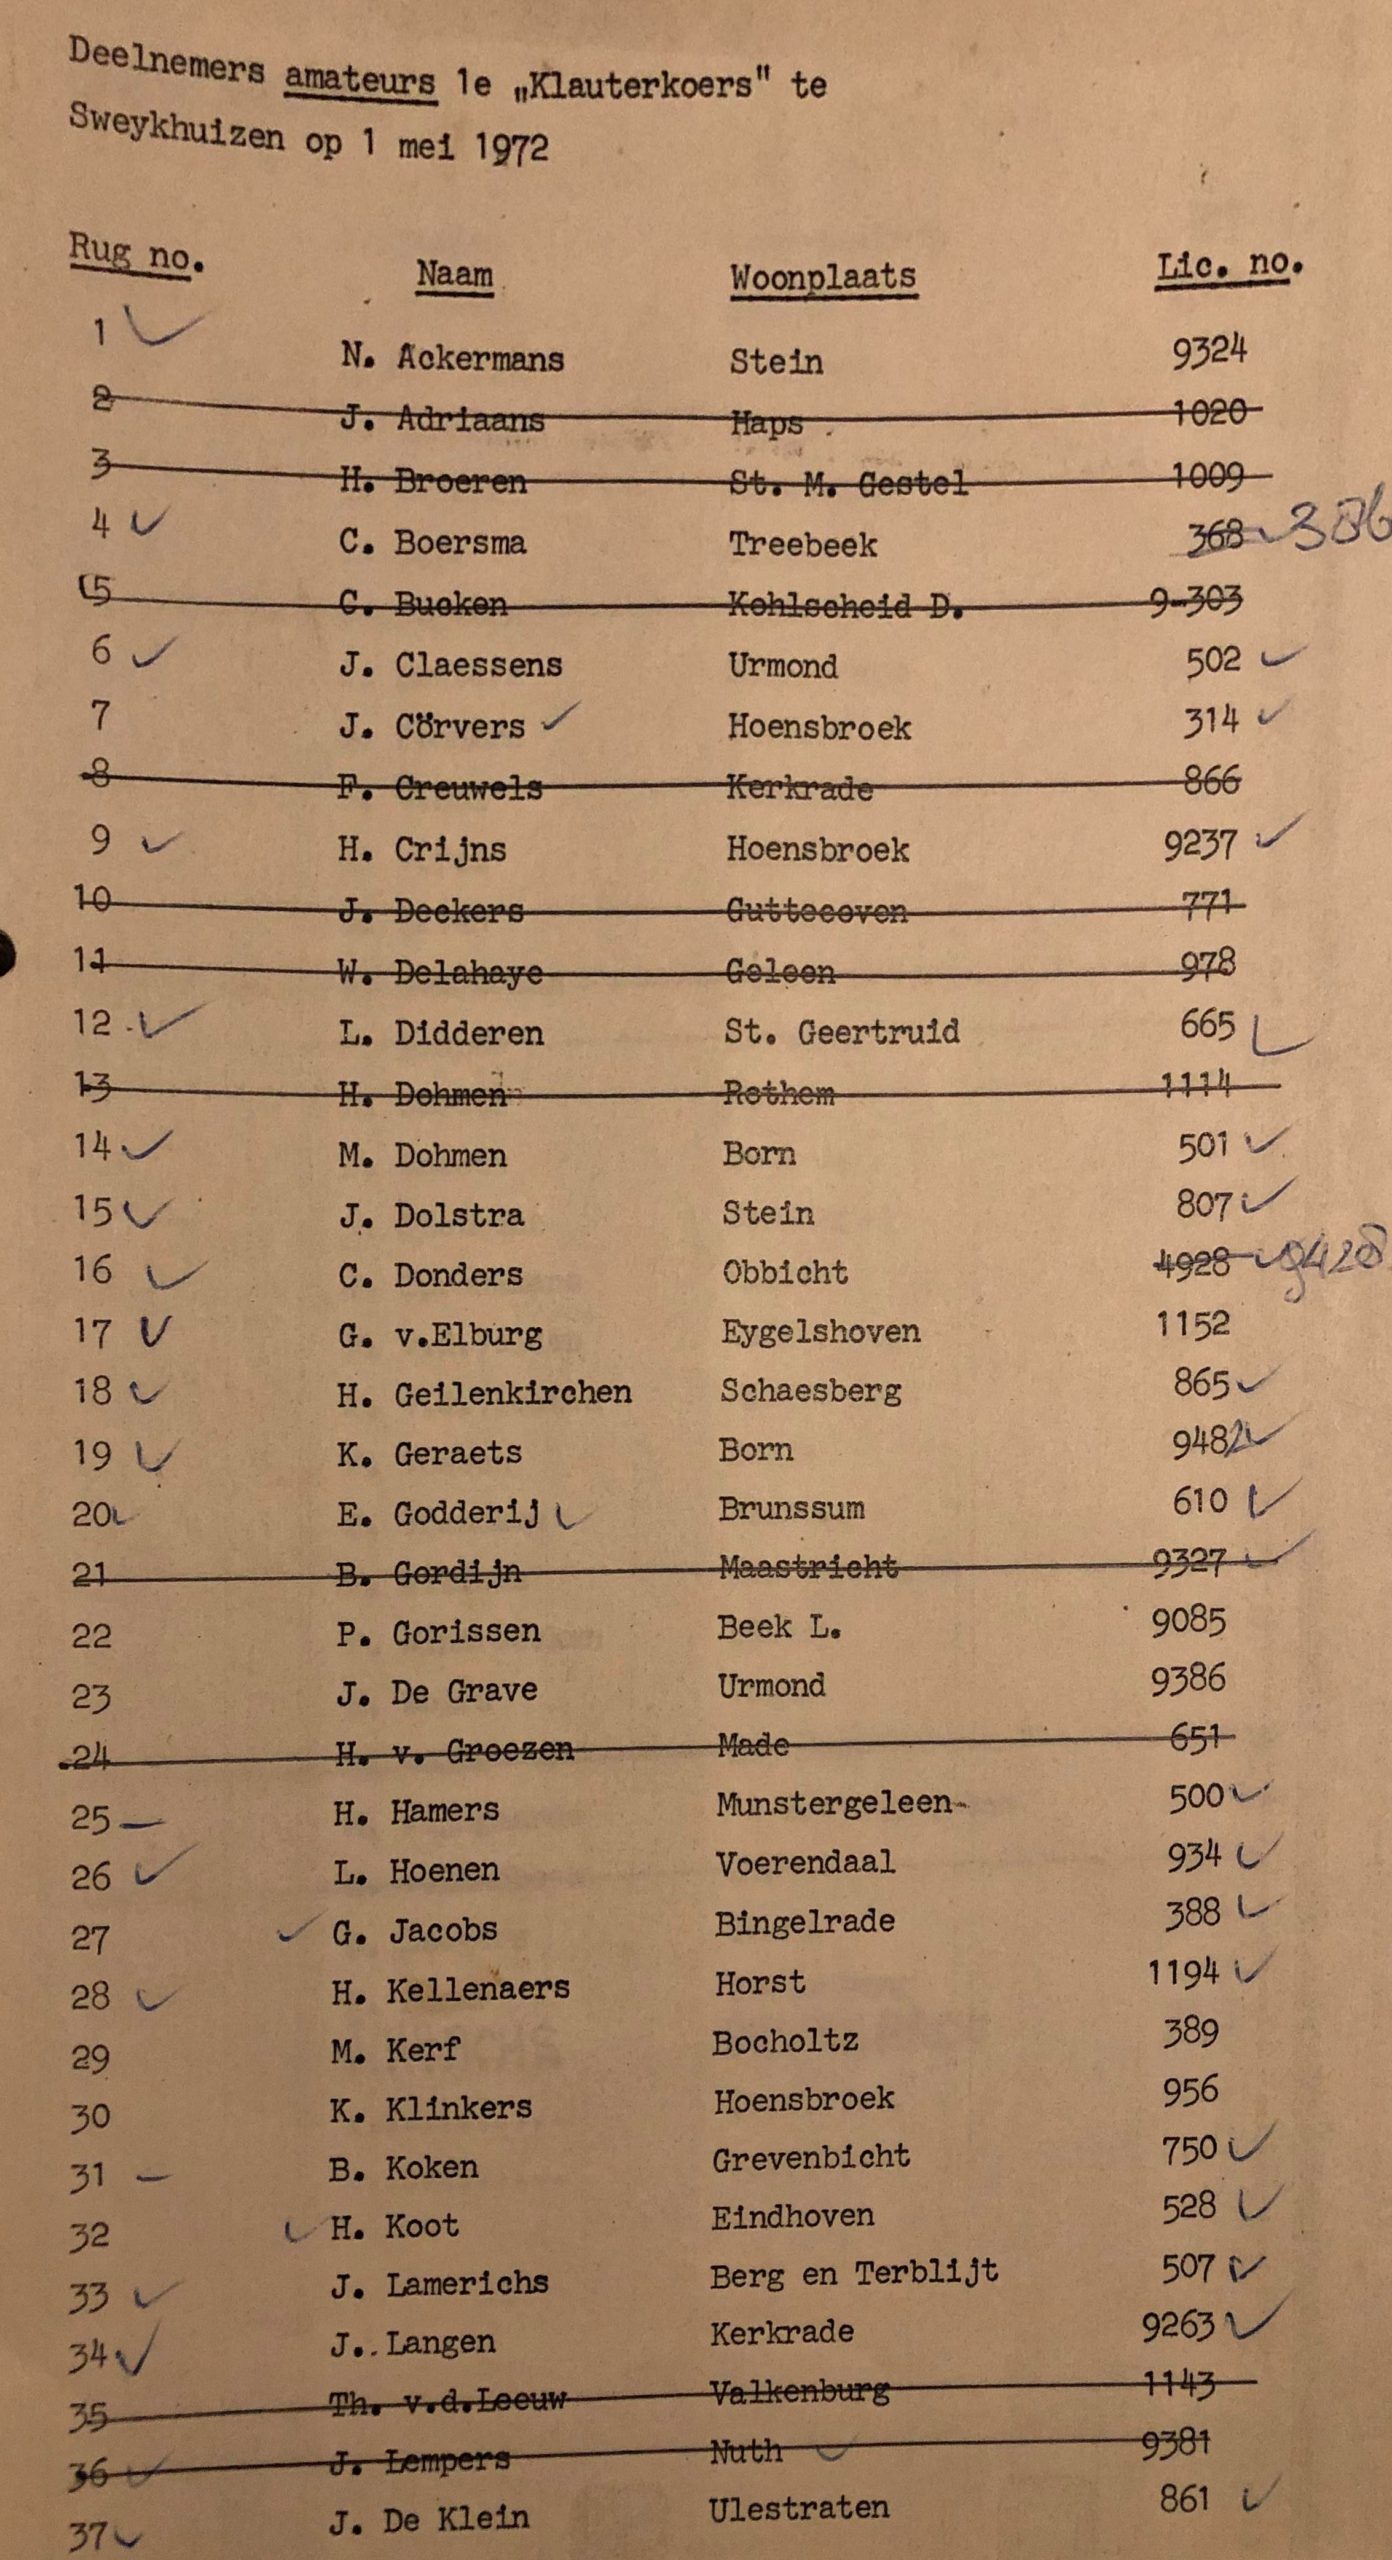 Deelnemers amateurs 1e „Klauterkoers" te
Sweykhuizen op 1 mei 1972
Rug no. Naam Woonplaats Lic. no.
1 N. Ackermans Stein 9324
2 J. Adriaans Haps 1020
3 H. Broeren St. M. Gestel 1009
4 C. Boersma Treebeek 368 386
5 C. Bucken Kohlscheid D. 9-303
6 J. Claessens Urmond 502
7 J. Cörvers Hoensbroek 314
8 F. Creuwels Kerkrade 866
9 H. Crijns Hoensbroek 9237
10 J. Deckers Guttecoven 771
11 W. Delahaye Geleen 978
12 L. Didderen St. Geertruid 665
13 H. Dohmen Rothem 1114
14 M. Dohmen Born 501
15 J. Dolstra Stein 807
16 C. Donders Obbicht 4928 9428
17 G. v.Elburg Eygelshoven 1152
18 H. Geilenkirchen Schaesberg 865
19 K. Geraets Born 9482
20 E. Godderij Brunssum 610
21 B. Gordijn Maastricht 9327
22 P. Gorissen Beek L. 9085
23 J. De Grave Urmond 9386
24 H. v. Groezen Made 651
25 H. Hamers Munstergeleen 500
26 L. Hoenen Voerendaal 934
27 G. Jacobs Bingelrade 388
28 H. Kellenaers Horst 1194
29 M. Kerf Bocholtz 389
30 K. Klinkers Hoensbroek 956
31 B. Koken Grevenbicht 750
32 H. Koot Eindhoven 528
33 J. Lamerichs Berg en Terblijt 507
34 J. Langen Kerkrade 9263
35 Th. v.d.Leeuw Valkenburg 1143
36 J. Lempers Nuth 9381
37 J. De Klein Ulestraten 861